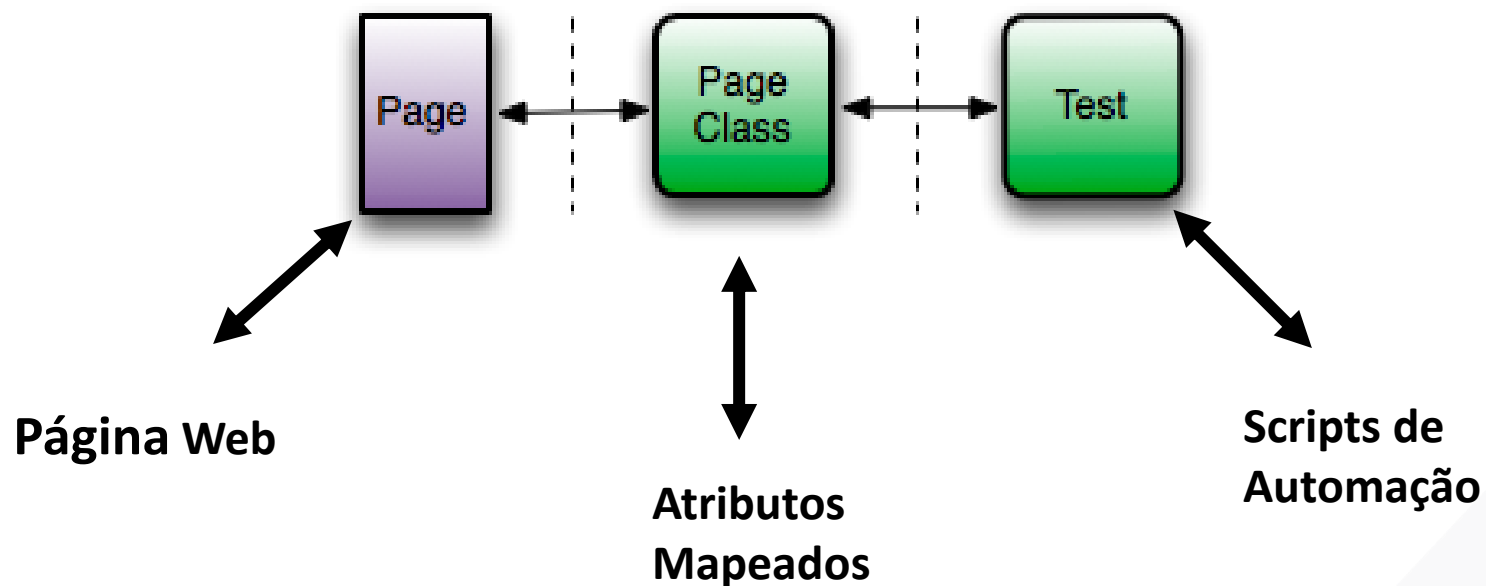 Page
Page
Class
Test
Página Web
Atributos
Mapeados
Scripts de
Automação